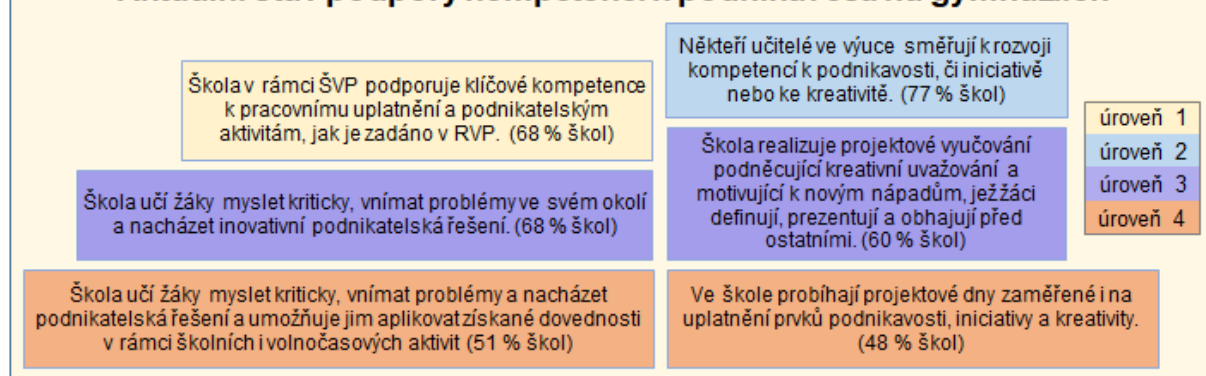 Škola v rámci ŠVP podporuje klíčové kompetence
k pracovnímu uplatnění a podnikatelským
aktivitám, jak je zadáno v RVP. (68 % škol)
Někteří učitelé ve výuce směřují k rozvoji
kompetencí k podnikavosti, či iniciativě
nebo ke kreativitě. (77 % škol)
Škola učí žáky myslet kriticky, vnímat problémy ve svém okolí
a nacházet inovativní podnikatelská řešení. (68 % škol)
Škola realizuje projektové vyučování
podněcující kreativní uvažování a
motivující k novým nápadům, jež žáci
definují, prezentují a obhajují před
ostatními. (60 % škol)
Škola učí žáky myslet kriticky, vnímat problémy a nacházet
podnikatelská řešení a umožňuje jim aplikovat získané dovednosti
v rámci školních i volnočasových aktivit (51 % škol)
Ve škole probíhají projektové dny zaměřené i na
uplatnění prvků podnikavosti, iniciativy a kreativity.
(48 % škol)
úroveň 1
úroveň 2
úroveň 3
úroveň 4